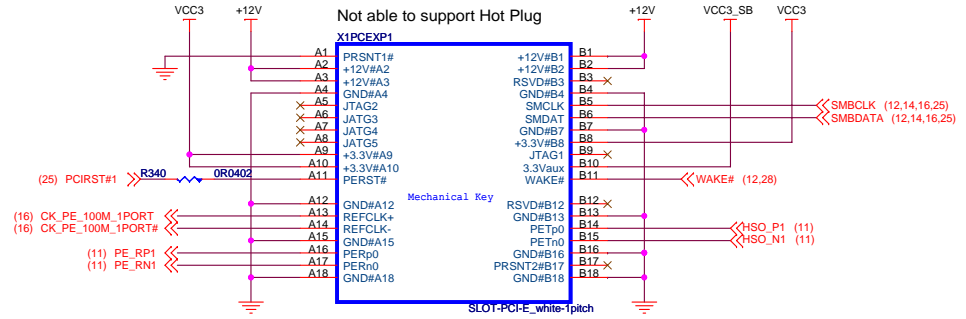 VCC3 +12V Not able to support Hot Plug +12V VCC3_SB VCC3
X1PCEXP1
A1 PRSNT1# +12V#B1 B1
A2 +12V#A2 +12V#B2 B2
A3 +12V#A3 RSVD#B3 B3
A4 GND#A4 GND#B4 B4
A5 JTAG2 SMCLK B5 SMBCLK (12,14,16,25)
A6 JATG3 SMDAT B6 SMBDATA (12,14,16,25)
A7 JATG4 GND#B7 B7
A8 JATG5 +3.3V#B8 B8
A9 +3.3V#A9 JTAG1 B9
A10 +3.3V#A10 3.3Vaux B10
(25) PCIRST#1 R340 0R0402 A11 PERST# WAKE# B11 WAKE# (12,28)
Mechanical Key
A12 GND#A12 RSVD#B12 B12
(16) CK_PE_100M_1PORT A13 REFCLK+ GND#B13 B13
(16) CK_PE_100M_1PORT# A14 REFCLK- PETp0 B14 HSO_P1 (11)
A15 GND#A15 PETn0 B15 HSO_N1 (11)
(11) PE_RP1 A16 PERp0 GND#B16 B16
(11) PE_RN1 A17 PERn0 PRSNT2#B17 B17
A18 GND#A18 GND#B18 B18
SLOT-PCI-E_white-1pitch